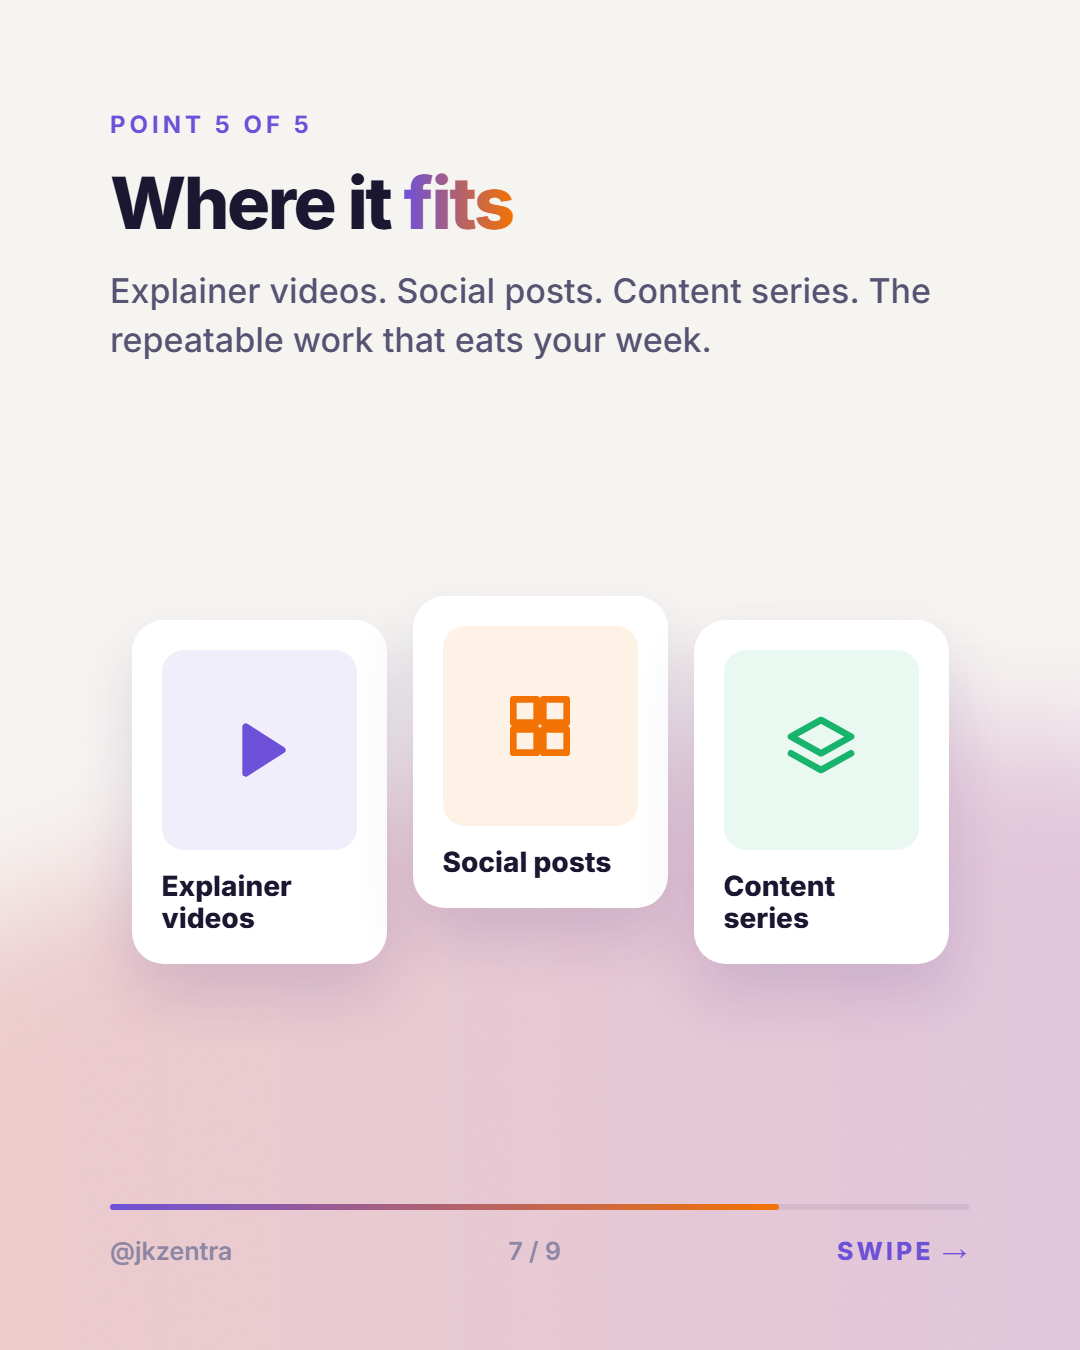 POINT 5 OF 5
Where it fits
Explainer videos. Social posts. Content series. The
repeatable work that eats your week.
Explainer
videos
Social posts
Content
series
@jkzentra
7 / 9
SWIPE →